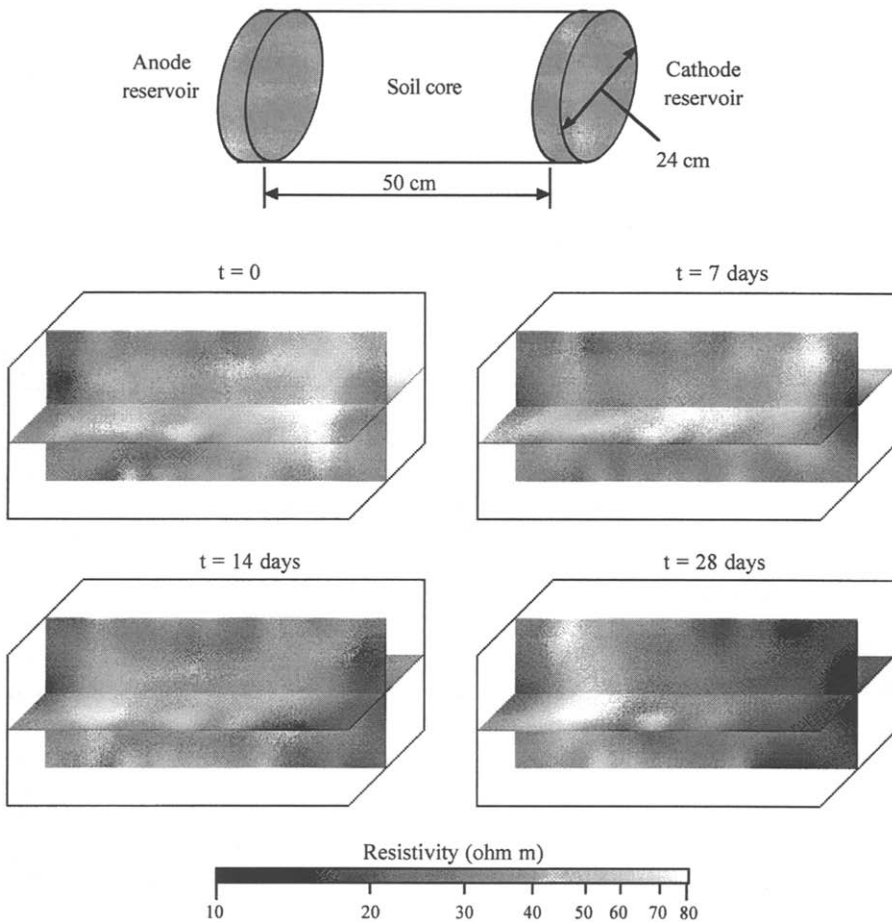 Anode
reservoir
Soil core
Cathode
reservoir
24 cm
50 cm
t = 0
t = 7 days
t = 14 days
t = 28 days
Resistivity (ohm m)
10 20 30 40 50 60 70 80